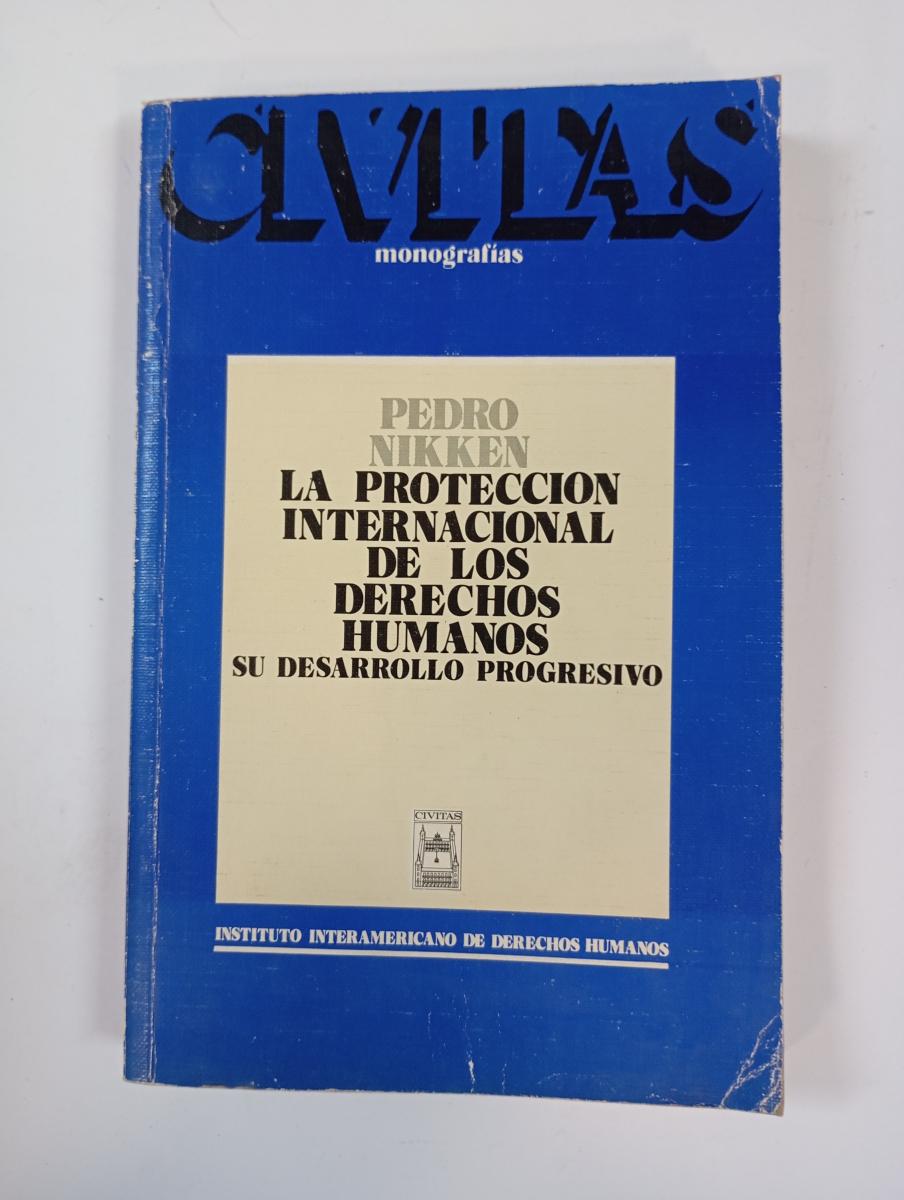 CIVITAS
monografías
PEDRO
NIKKEN
LA PROTECCION
INTERNACIONAL
DE LOS
DERECHOS
HUMANOS
SU DESARROLLO PROGRESIVO
CIVITAS
INSTITUTO INTERAMERICANO DE DERECHOS HUMANOS